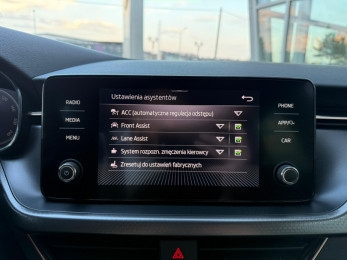 Ustawienia asystentów
RADIO
ACC (automatyczna regulacja odstępu)
PHONE
MEDIA
Front Assist
APP/
MENU
Lane Assist
CAR
System rozpozn. zmęczenia kierowcy
Zresetuj do ustawień fabrycznych